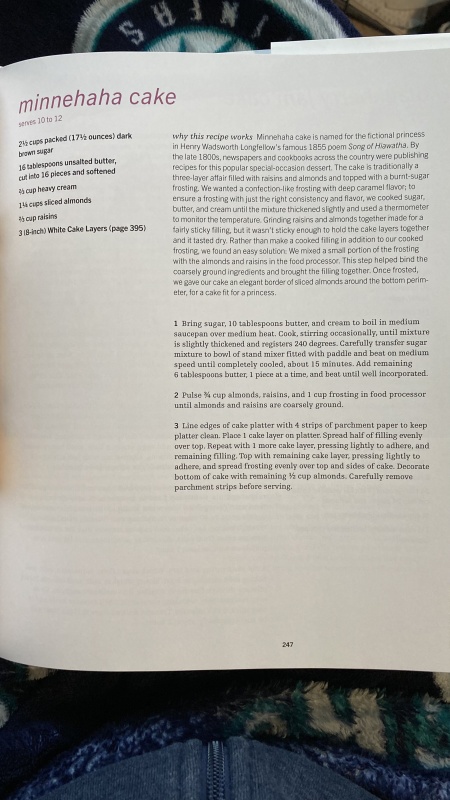 minnehaha cake
serves 10 to 12
2½ cups packed (17½ ounces) dark
brown sugar
16 tablespoons unsalted butter,
cut into 16 pieces and softened
⅔ cup heavy cream
1¼ cups sliced almonds
⅔ cup raisins
3 (8-inch) White Cake Layers (page 395)
why this recipe works Minnehaha cake is named for the fictional princess
in Henry Wadsworth Longfellow's famous 1855 poem Song of Hiawatha. By
the late 1800s, newspapers and cookbooks across the country were publishing
recipes for this popular special-occasion dessert. The cake is traditionally a
three-layer affair filled with raisins and almonds and topped with a burnt-sugar
frosting. We wanted a confection-like frosting with deep caramel flavor; to
ensure a frosting with just the right consistency and flavor, we cooked sugar,
butter, and cream until the mixture thickened slightly and used a thermometer
to monitor the temperature. Grinding raisins and almonds together made for a
fairly sticky filling, but it wasn't sticky enough to hold the cake layers together
and it tasted dry. Rather than make a cooked filling in addition to our cooked
frosting, we found an easy solution: We mixed a small portion of the frosting
with the almonds and raisins in the food processor. This step helped bind the
coarsely ground ingredients and brought the filling together. Once frosted,
we gave our cake an elegant border of sliced almonds around the bottom perim-
eter, for a cake fit for a princess.
1 Bring sugar, 10 tablespoons butter, and cream to boil in medium
saucepan over medium heat. Cook, stirring occasionally, until mixture
is slightly thickened and registers 240 degrees. Carefully transfer sugar
mixture to bowl of stand mixer fitted with paddle and beat on medium
speed until completely cooled, about 15 minutes. Add remaining
6 tablespoons butter, 1 piece at a time, and beat until well incorporated.
2 Pulse ¾ cup almonds, raisins, and 1 cup frosting in food processor
until almonds and raisins are coarsely ground.
3 Line edges of cake platter with 4 strips of parchment paper to keep
platter clean. Place 1 cake layer on platter. Spread half of filling evenly
over top. Repeat with 1 more cake layer, pressing lightly to adhere, and
remaining filling. Top with remaining cake layer, pressing lightly to
adhere, and spread frosting evenly over top and sides of cake. Decorate
bottom of cake with remaining ½ cup almonds. Carefully remove
parchment strips before serving.
247